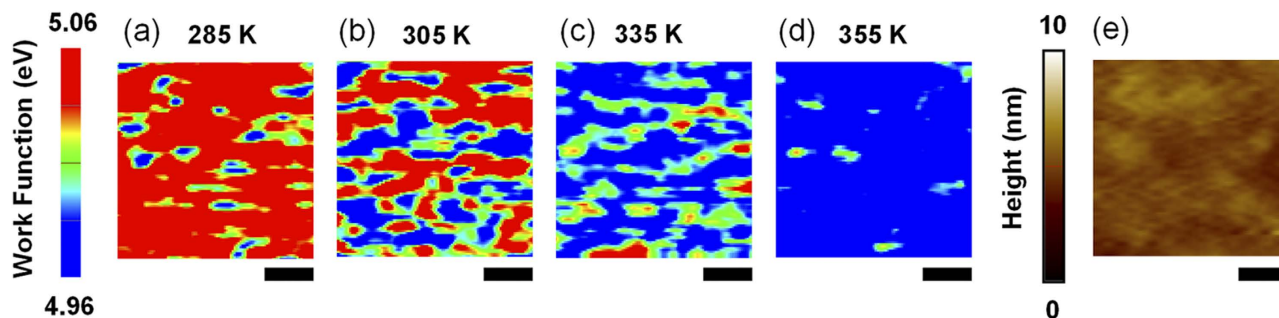 5.06
Work Function (eV)
4.96
(a) 285 K
(b) 305 K
(c) 335 K
(d) 355 K
10
Height (nm)
0
(e)